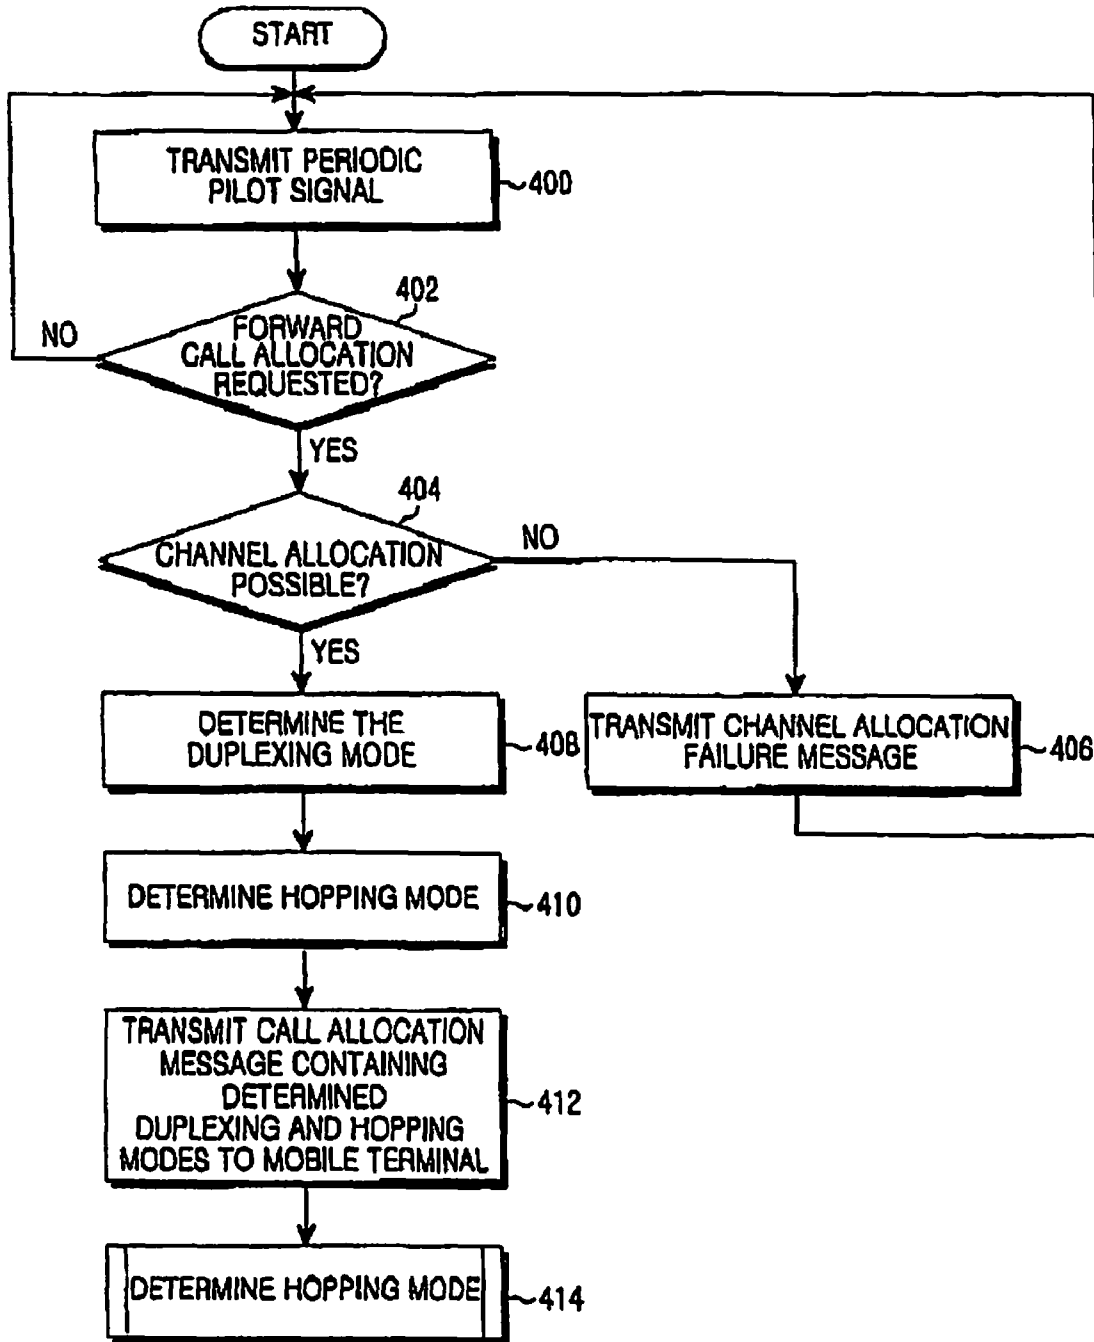 START
TRANSMIT PERIODIC
PILOT SIGNAL
400
402
FORWARD
CALL ALLOCATION
REQUESTED?
NO
YES
404
CHANNEL ALLOCATION
POSSIBLE?
NO
YES
DETERMINE THE
DUPLEXING MODE
408
TRANSMIT CHANNEL ALLOCATION
FAILURE MESSAGE
406
DETERMINE HOPPING MODE
410
TRANSMIT CALL ALLOCATION
MESSAGE CONTAINING
DETERMINED
DUPLEXING AND HOPPING
MODES TO MOBILE TERMINAL
412
DETERMINE HOPPING MODE
414